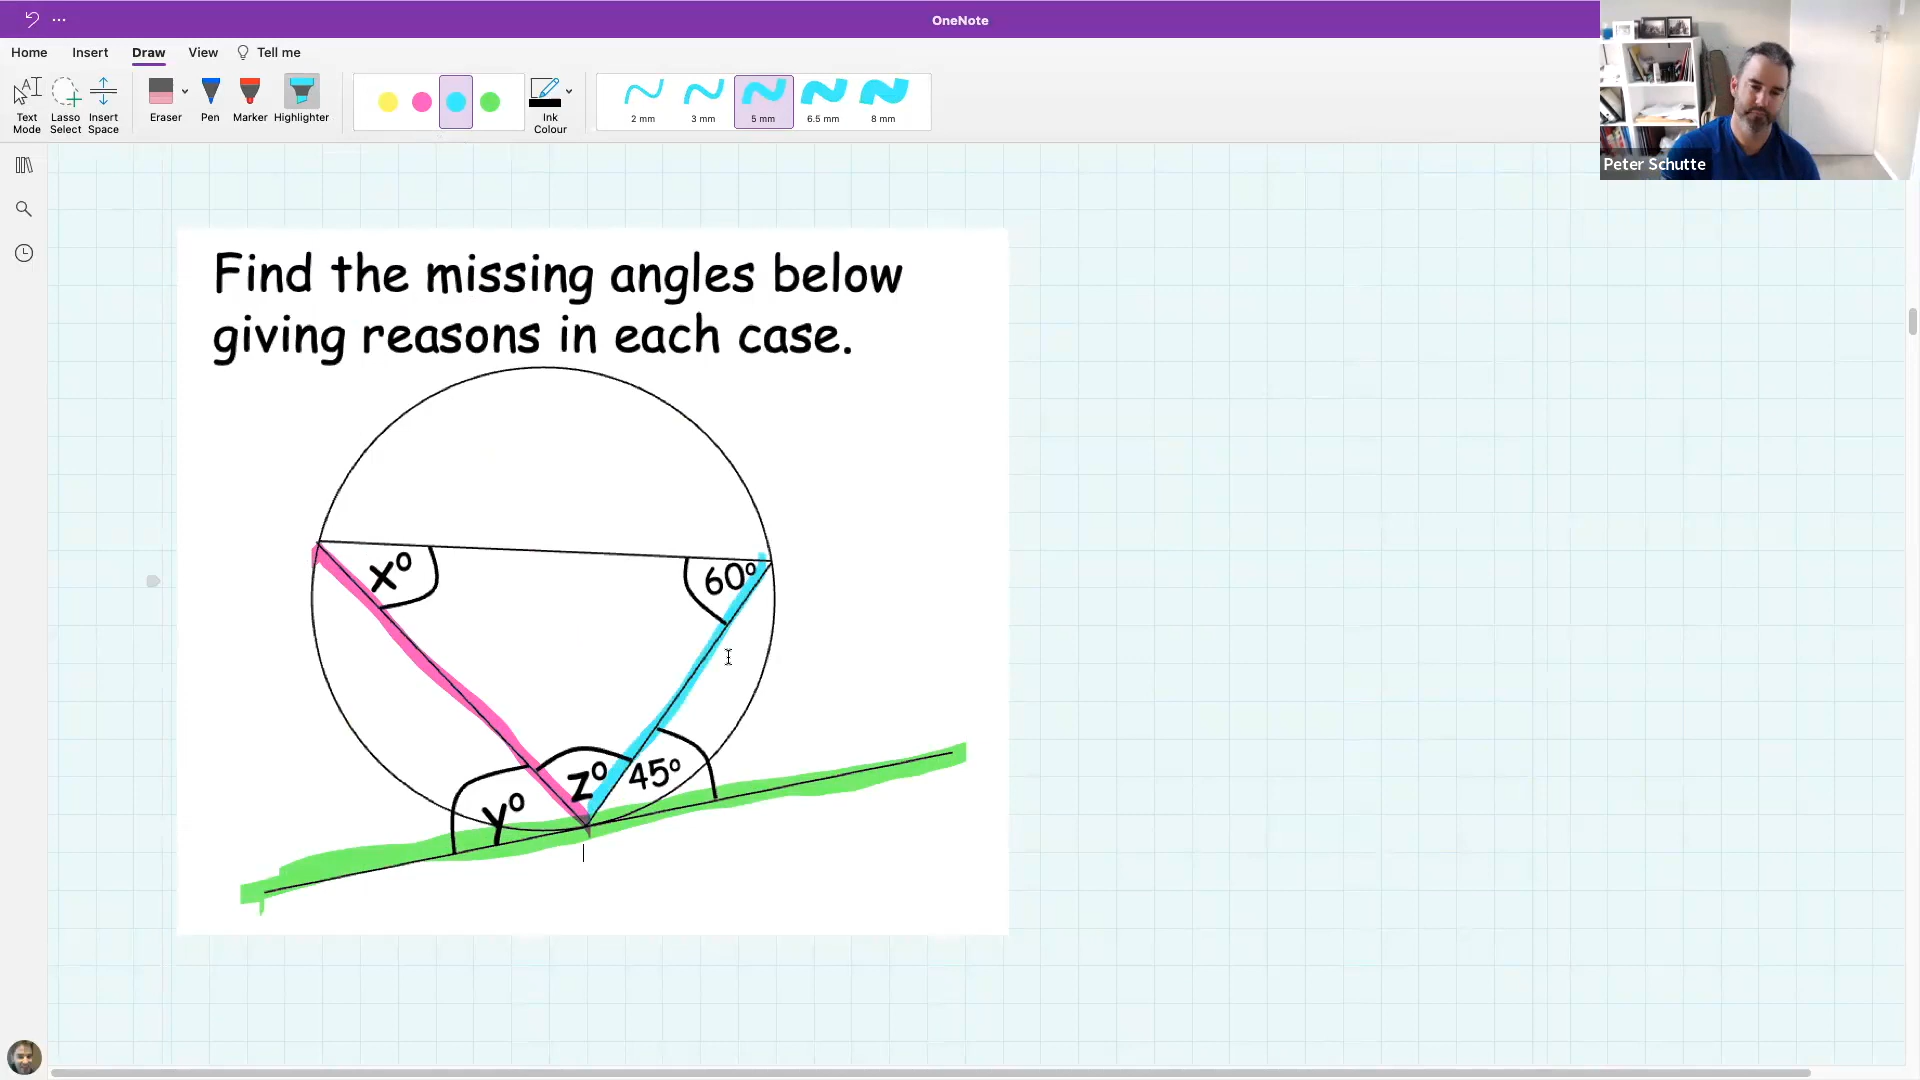 OneNote
Home Insert Draw View Tell me
Text Mode
Lasso Select
Insert Space
Eraser
Pen
Marker
Highlighter
Ink Colour
2 mm
3 mm
5 mm
6.5 mm
8 mm
Peter Schutte
Find the missing angles below
giving reasons in each case.
x°
60°
z°
45°
y°